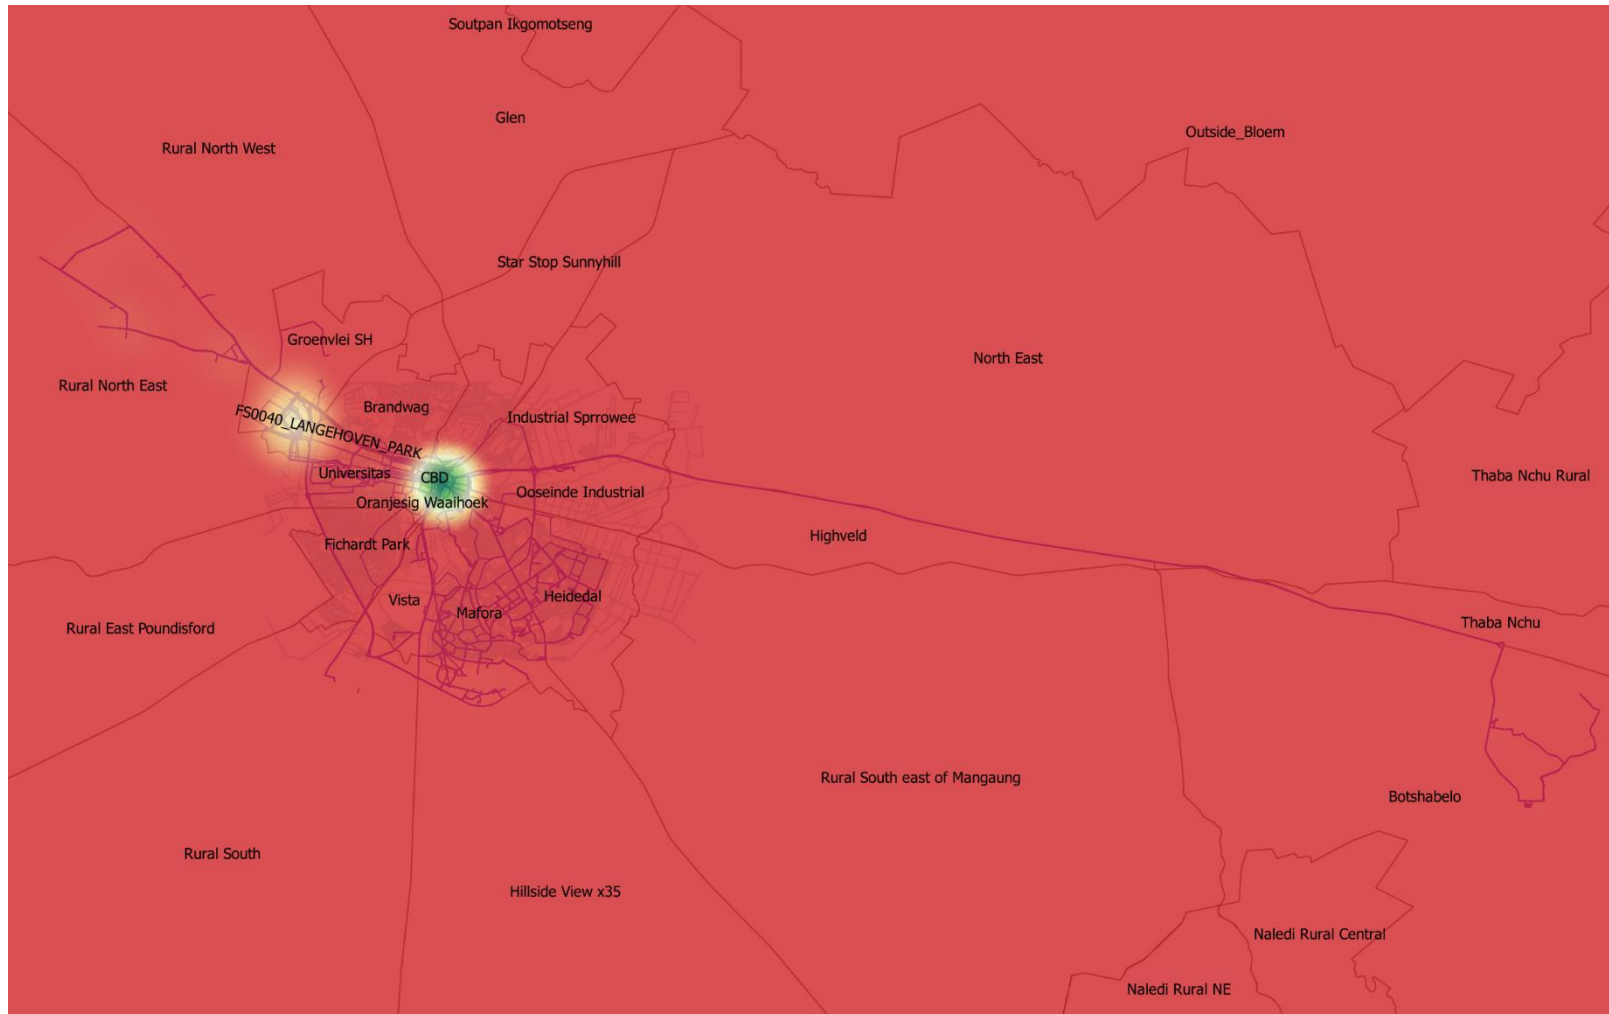 Soutpan Ikgomotseng
Glen
Outside_Bloem
Rural North West
Star Stop Sunnyhill
Groenvlei SH
North East
Rural North East
Brandwag
FS0040_LANGEHOVEN_PARK
Industrial Sprrowee
Universitas
CBD
Thaba Nchu Rural
Oranjesig Waaihoek
Ooseinde Industrial
Highveld
Fichardt Park
Vista
Heidedal
Mafora
Thaba Nchu
Rural East Poundisford
Rural South east of Mangaung
Botshabelo
Rural South
Hillside View x35
Naledi Rural Central
Naledi Rural NE